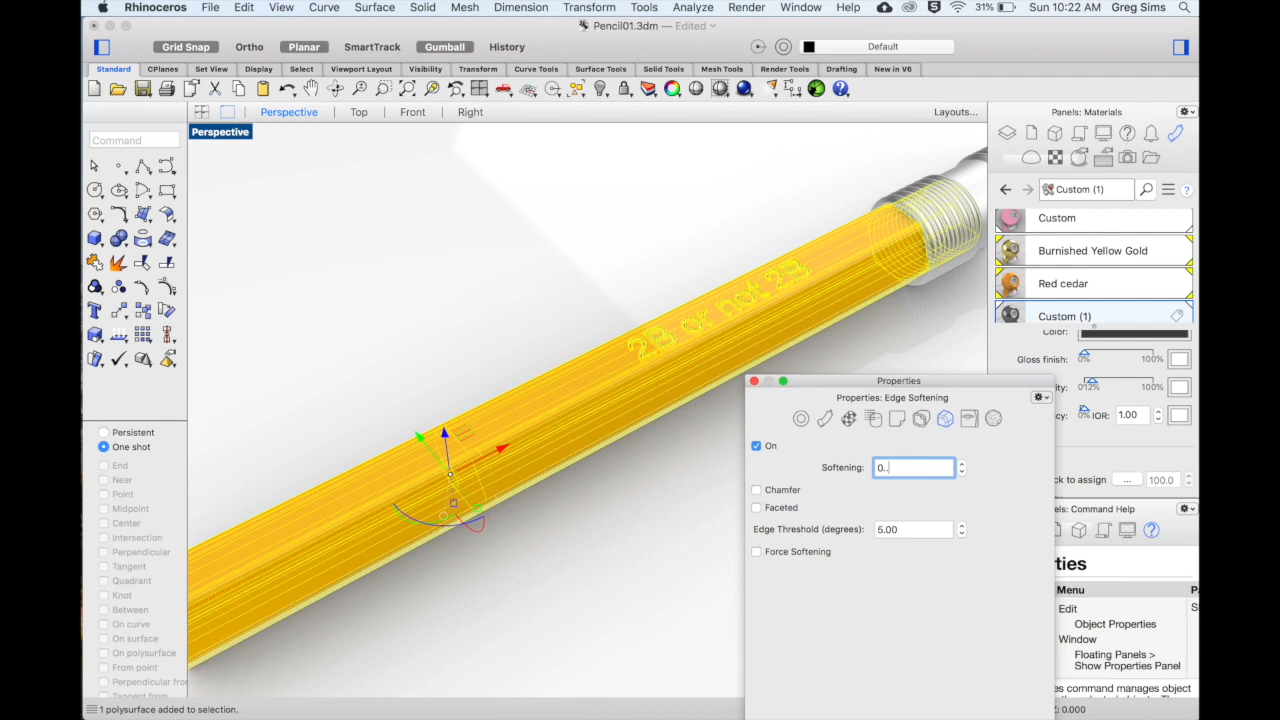 Rhinoceros File Edit View Curve Surface Solid Mesh Dimension Transform Tools Analyze Render Window Help 31% Sun 10:22 AM Greg Sims
Pencil01.3dm — Edited
Grid Snap Ortho Planar SmartTrack Gumball History Default
Standard CPlanes Set View Display Select Viewport Layout Visibility Transform Curve Tools Surface Tools Solid Tools Mesh Tools Render Tools Drafting New in V6
Perspective Top Front Right Layouts...
Panels: Materials
Perspective
Command
Custom (1)
Custom
Burnished Yellow Gold
Red cedar
Custom (1)
Color:
Gloss finish: 0% 100%
ity: 0% 12% 100%
cy: 0% IOR: 1.00
2B or not 2B
Properties
Properties: Edge Softening
On
Softening: 0..
Chamfer
Faceted
Edge Threshold (degrees): 5.00
Force Softening
ck to assign ... 100.0
els: Command Help
ties
Menu
Edit
Object Properties
Window
Floating Panels >
Show Properties Panel
es command manages object
Persistent
One shot
End
Near
Point
Midpoint
Center
Intersection
Perpendicular
Tangent
Quadrant
Knot
Between
On curve
On surface
On polysurface
From point
Perpendicular fro
Tangent from
1 polysurface added to selection.
Z: 0.000